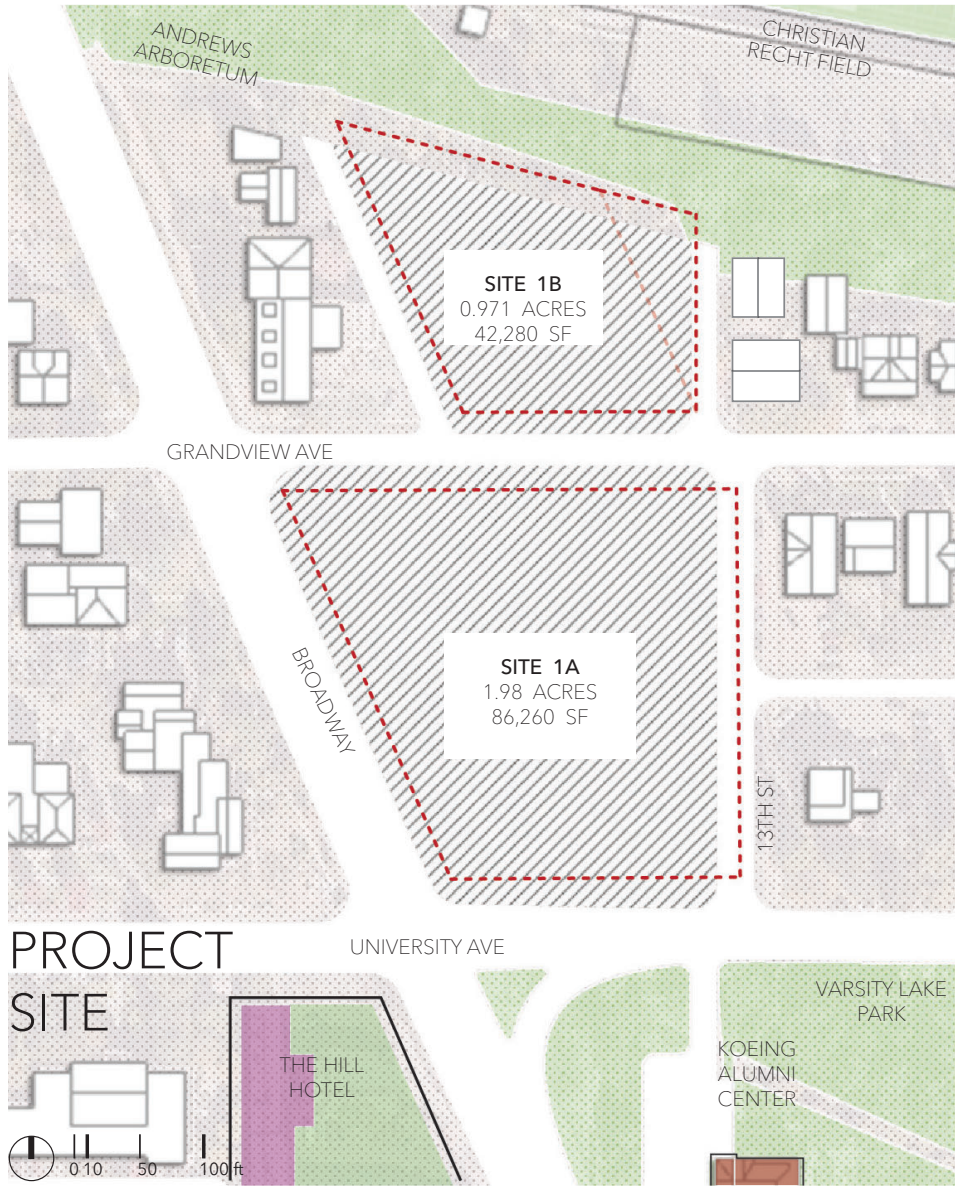 ANDREWS
ARBORETUM
CHRISTIAN
RECHT FIELD
SITE 1B
0.971 ACRES
42,280 SF
GRANDVIEW AVE
BROADWAY
SITE 1A
1.98 ACRES
86,260 SF
13TH ST
PROJECT
SITE
UNIVERSITY AVE
VARSITY LAKE
PARK
THE HILL
HOTEL
KOEING
ALUMNI
CENTER
0 10 50 100 ft